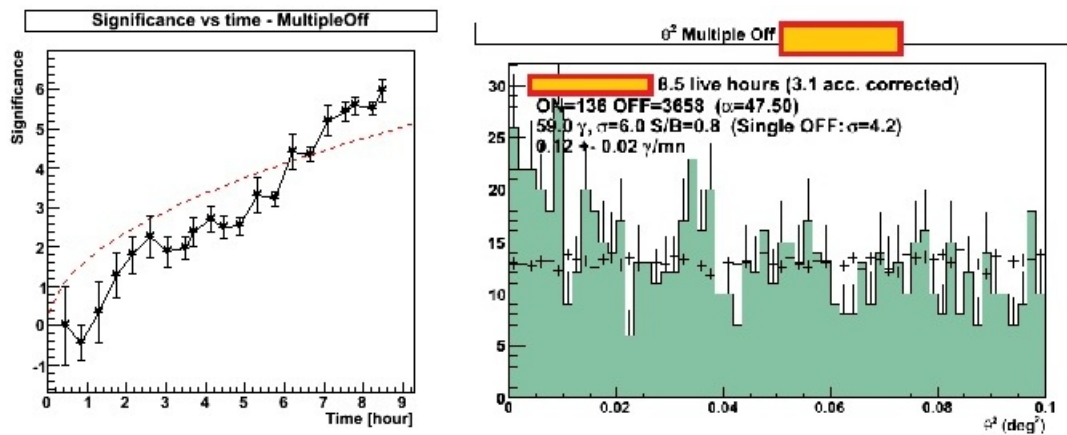 Significance vs time - MultipleOff
Significance
6
5
4
3
2
1
0
-1
0 1 2 3 4 5 6 7 8 9
Time [hour]
θ² Multiple Off
30
25
20
15
10
5
0
8.5 live hours (3.1 acc. corrected)
ON=136 OFF=3658 (α=47.50)
59.0 γ, σ=6.0 S/B=0.8 (Single OFF: σ=4.2)
0.12 +- 0.02 γ/mn
0 0.02 0.04 0.06 0.08 0.1
θ² (deg²)